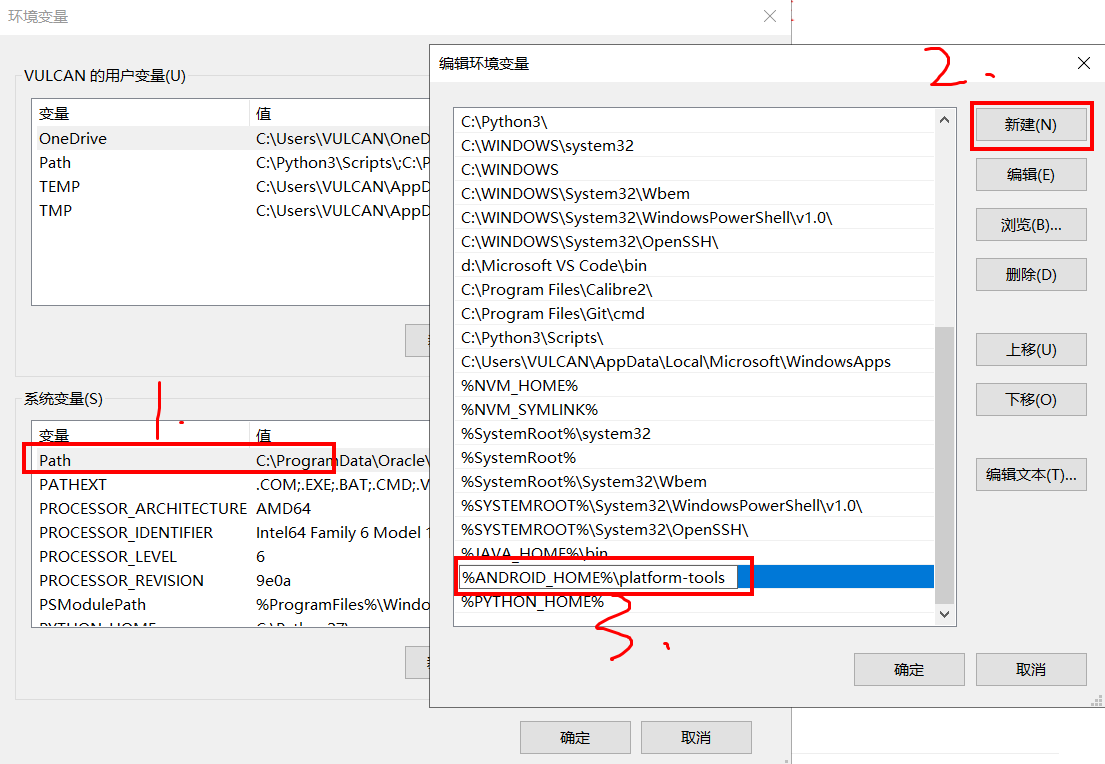 环境变量
VULCAN 的用户变量(U)
变量 值
OneDrive C:\Users\VULCAN\OneD
Path C:\Python3\Scripts\;C:\P
TEMP C:\Users\VULCAN\AppD
TMP C:\Users\VULCAN\AppD
系统变量(S)
变量 值
Path C:\ProgramData\Oracle\
PATHEXT .COM;.EXE;.BAT;.CMD;.V
PROCESSOR_ARCHITECTURE AMD64
PROCESSOR_IDENTIFIER Intel64 Family 6 Model 1
PROCESSOR_LEVEL 6
PROCESSOR_REVISION 9e0a
PSModulePath %ProgramFiles%\Windo
PYTHON_HOME C:\Python37\
确定 取消
1.
编辑环境变量
2.
C:\Python3\
C:\WINDOWS\system32
C:\WINDOWS
C:\WINDOWS\System32\Wbem
C:\WINDOWS\System32\WindowsPowerShell\v1.0\
C:\WINDOWS\System32\OpenSSH\
d:\Microsoft VS Code\bin
C:\Program Files\Calibre2\
C:\Program Files\Git\cmd
C:\Python3\Scripts\
C:\Users\VULCAN\AppData\Local\Microsoft\WindowsApps
%NVM_HOME%
%NVM_SYMLINK%
%SystemRoot%\system32
%SystemRoot%
%SystemRoot%\System32\Wbem
%SYSTEMROOT%\System32\WindowsPowerShell\v1.0\
%SYSTEMROOT%\System32\OpenSSH\
%JAVA_HOME%\bin
%ANDROID_HOME%\platform-tools
%PYTHON_HOME%
3.
新建(N)
编辑(E)
浏览(B)...
删除(D)
上移(U)
下移(O)
编辑文本(T)...
确定 取消